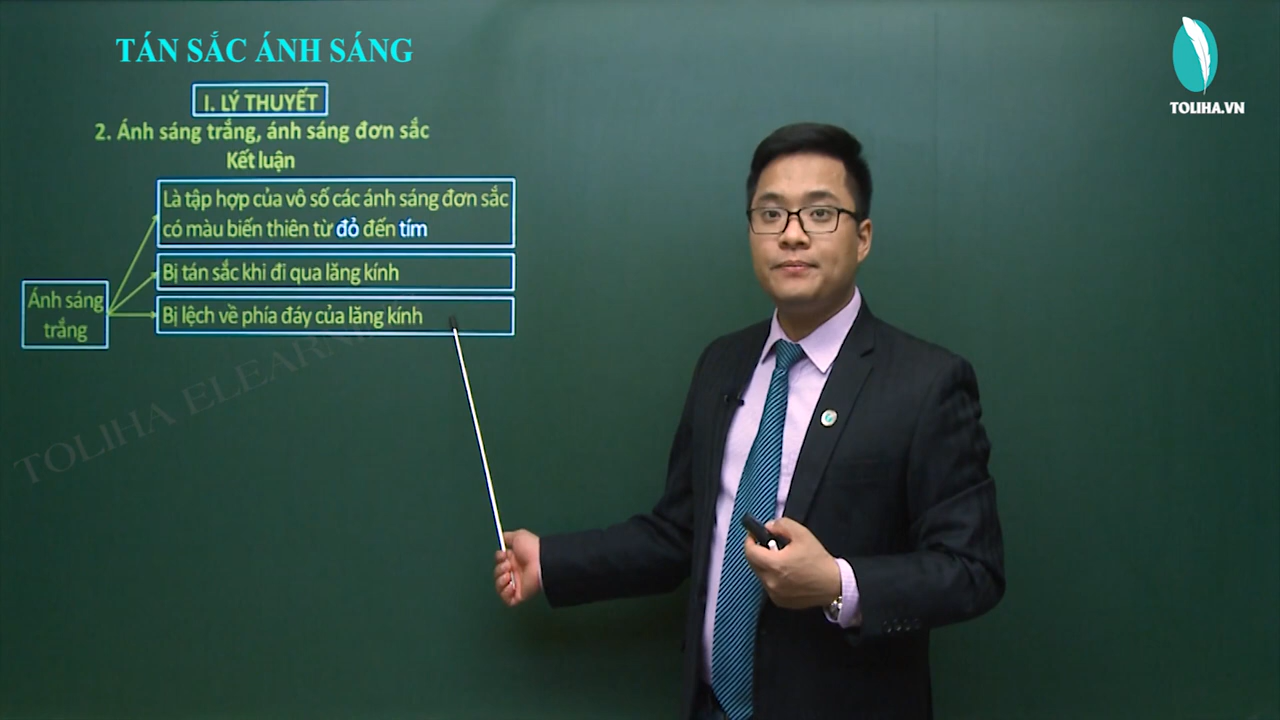 TÁN SẮC ÁNH SÁNG
TOLIHA.VN
I. LÝ THUYẾT
2. Ánh sáng trắng, ánh sáng đơn sắc
Kết luận
Là tập hợp của vô số các ánh sáng đơn sắc
có màu biến thiên từ đỏ đến tím
Bị tán sắc khi đi qua lăng kính
Ánh sáng
trắng
Bị lệch về phía đáy của lăng kính
TOLIHA